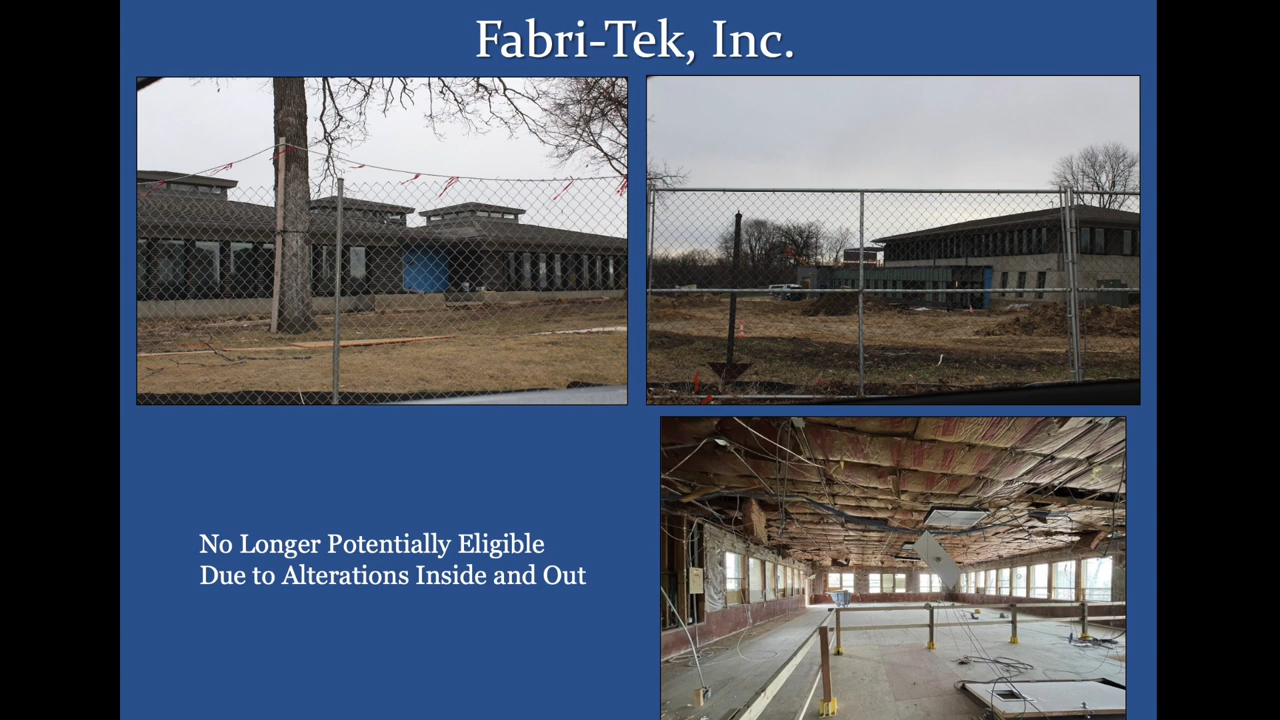 Fabri-Tek, Inc.
No Longer Potentially Eligible
Due to Alterations Inside and Out